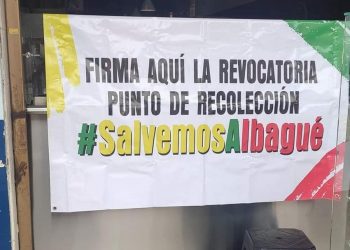 FIRMA AQUÍ LA REVOCATORIA
PUNTO DE RECOLECCIÓN
#SalvemosAIbagué